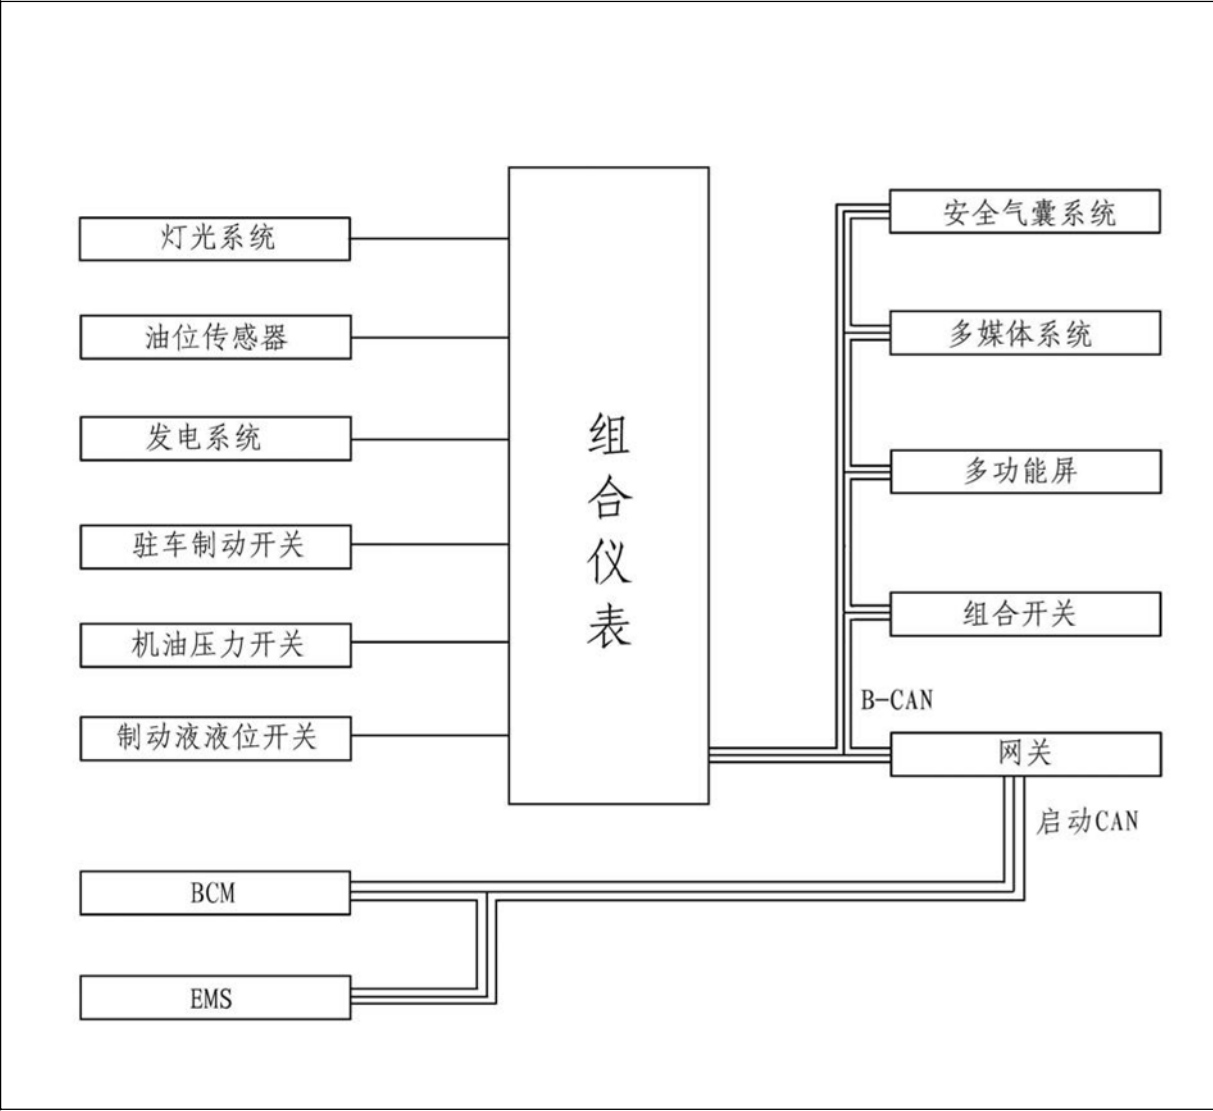 灯光系统
油位传感器
发电系统
驻车制动开关
机油压力开关
制动液液位开关
BCM
EMS
组
合
仪
表
安全气囊系统
多媒体系统
多功能屏
组合开关
B-CAN
网关
启动CAN